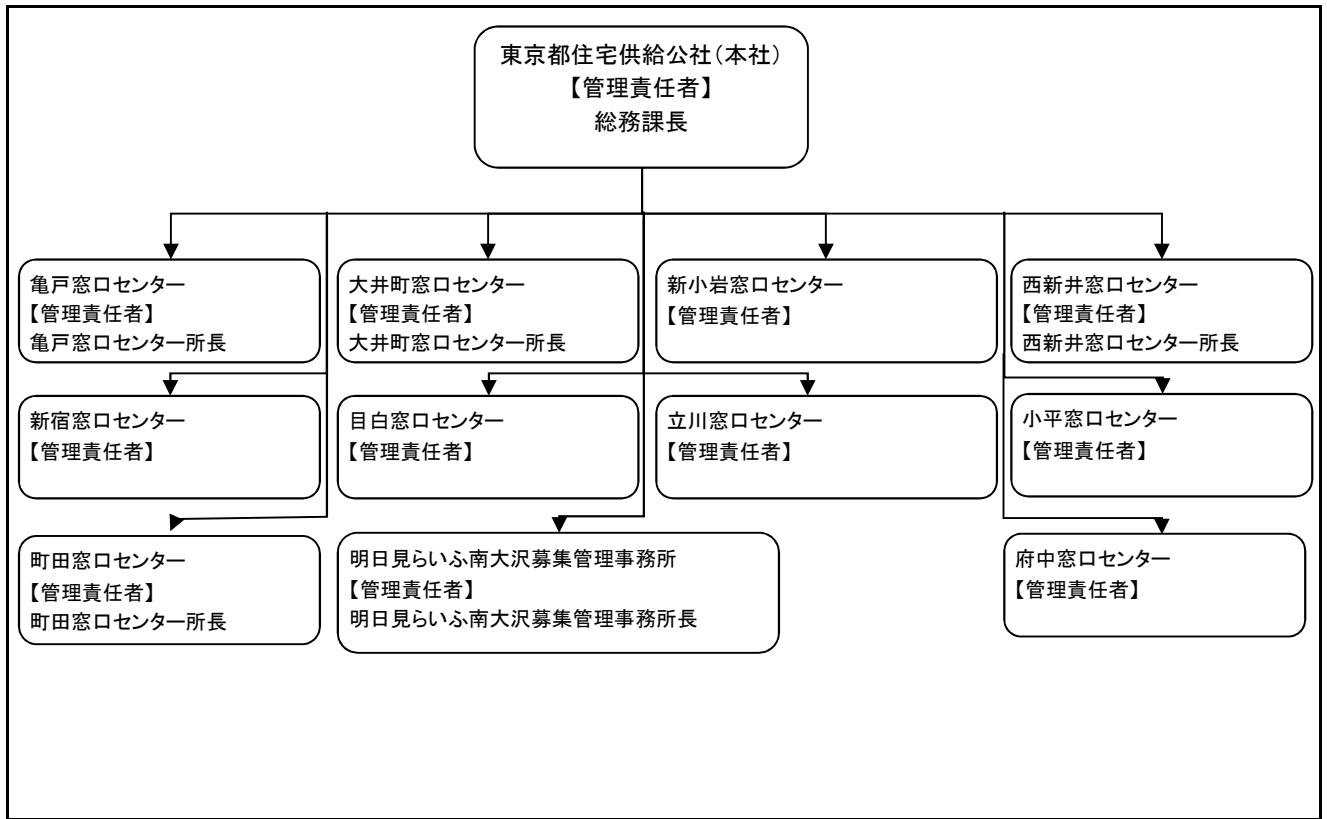 東京都住宅供給公社（本社）
【管理責任者】
総務課長
亀戸窓口センター
【管理責任者】
亀戸窓口センター所長
大井町窓口センター
【管理責任者】
大井町窓口センター所長
新小岩窓口センター
【管理責任者】
西新井窓口センター
【管理責任者】
西新井窓口センター所長
新宿窓口センター
【管理責任者】
目白窓口センター
【管理責任者】
立川窓口センター
【管理責任者】
小平窓口センター
【管理責任者】
町田窓口センター
【管理責任者】
町田窓口センター所長
明日見らいふ南大沢募集管理事務所
【管理責任者】
明日見らいふ南大沢募集管理事務所長
府中窓口センター
【管理責任者】